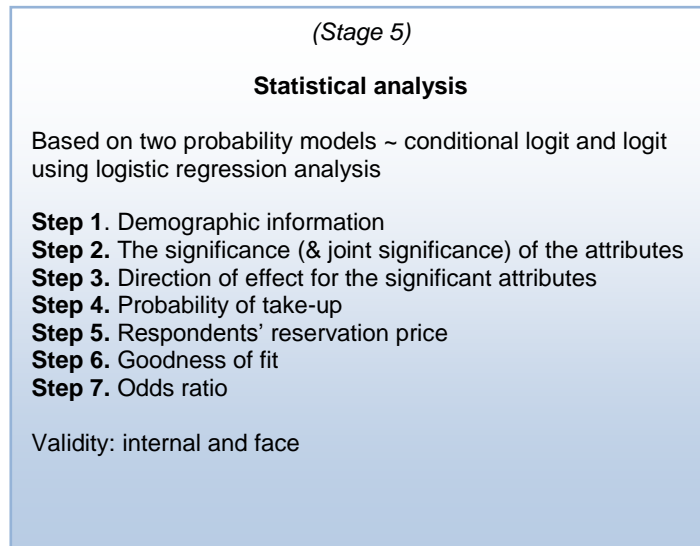 (Stage 5)
Statistical analysis
Based on two probability models ~ conditional logit and logit
using logistic regression analysis
Step 1. Demographic information
Step 2. The significance (& joint significance) of the attributes
Step 3. Direction of effect for the significant attributes
Step 4. Probability of take-up
Step 5. Respondents’ reservation price
Step 6. Goodness of fit
Step 7. Odds ratio
Validity: internal and face